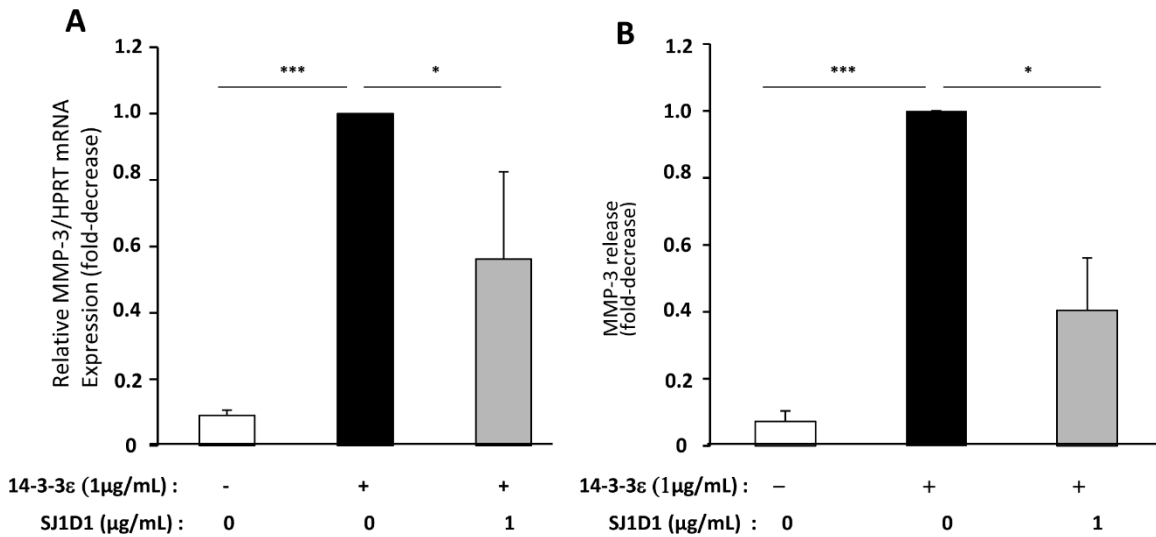 A
1.2
1.0
0.8
0.6
0.4
0.2
0
Relative MMP-3/HPRT mRNA
Expression (fold-decrease)
***
*
14-3-3ε (1µg/mL) : - + +
SJ1D1 (µg/mL) : 0 0 1
B
1.2
1.0
0.8
0.6
0.4
0.2
0
MMP-3 release
(fold-decrease)
***
*
14-3-3ε (1µg/mL) : – + +
SJ1D1 (µg/mL) : 0 0 1